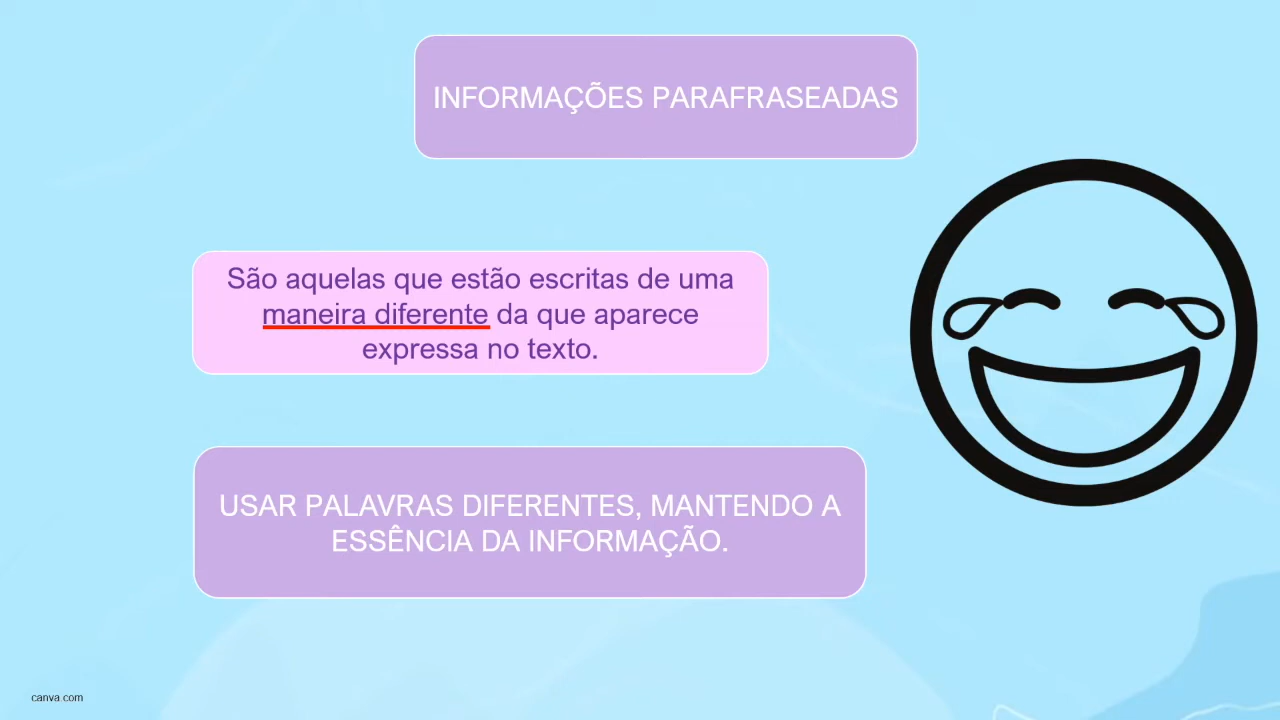 INFORMAÇÕES PARAFRASEADAS
São aquelas que estão escritas de uma
maneira diferente da que aparece
expressa no texto.
USAR PALAVRAS DIFERENTES, MANTENDO A
ESSÊNCIA DA INFORMAÇÃO.
canva.com